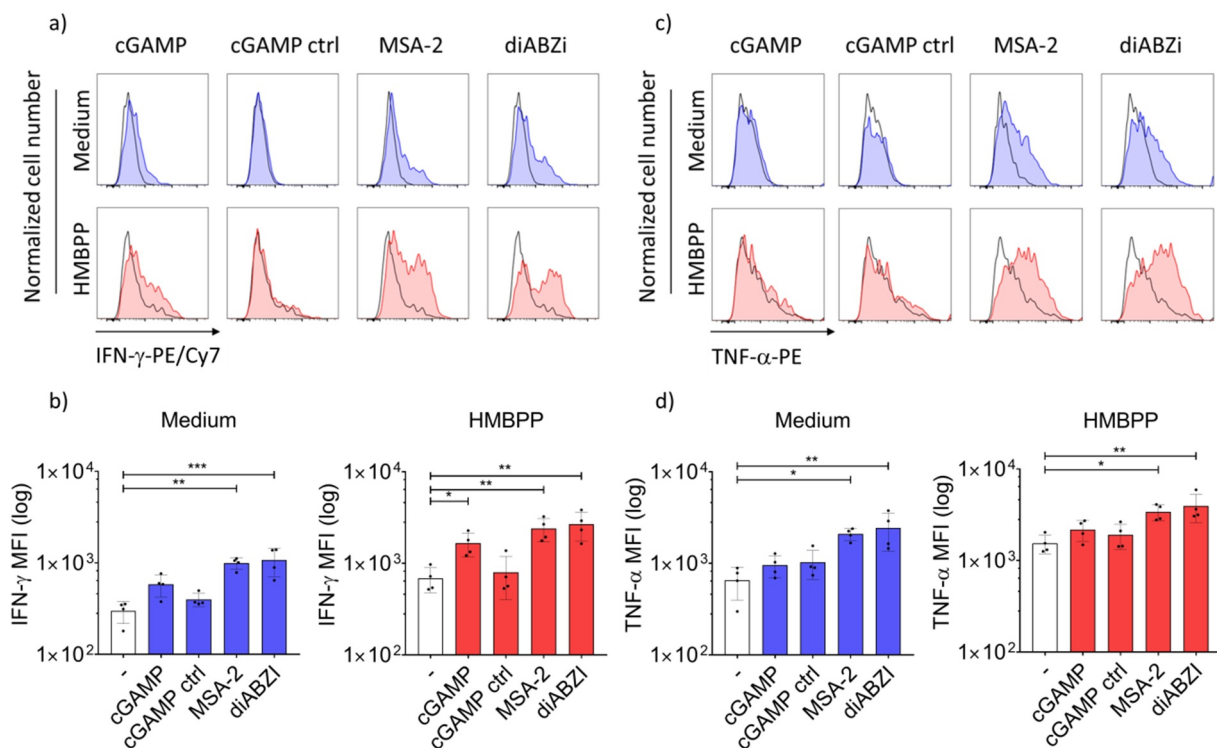 a)
cGAMP cGAMP ctrl MSA-2 diABZi
Normalized cell number
Medium
HMBPP
IFN-γ-PE/Cy7
c)
cGAMP cGAMP ctrl MSA-2 diABZi
Normalized cell number
Medium
HMBPP
TNF-α-PE
b)
Medium
IFN-γ MFI (log)
1×10⁴
1×10³
1×10²
***
**
- cGAMP cGAMP ctrl MSA-2 diABZI
HMBPP
IFN-γ MFI (log)
1×10⁴
1×10³
1×10²
**
**
*
- cGAMP cGAMP ctrl MSA-2 diABZI
d)
Medium
TNF-α MFI (log)
1×10⁴
1×10³
1×10²
**
*
- cGAMP cGAMP ctrl MSA-2 diABZI
HMBPP
TNF-α MFI (log)
1×10⁴
1×10³
1×10²
**
*
- cGAMP cGAMP ctrl MSA-2 diABZI